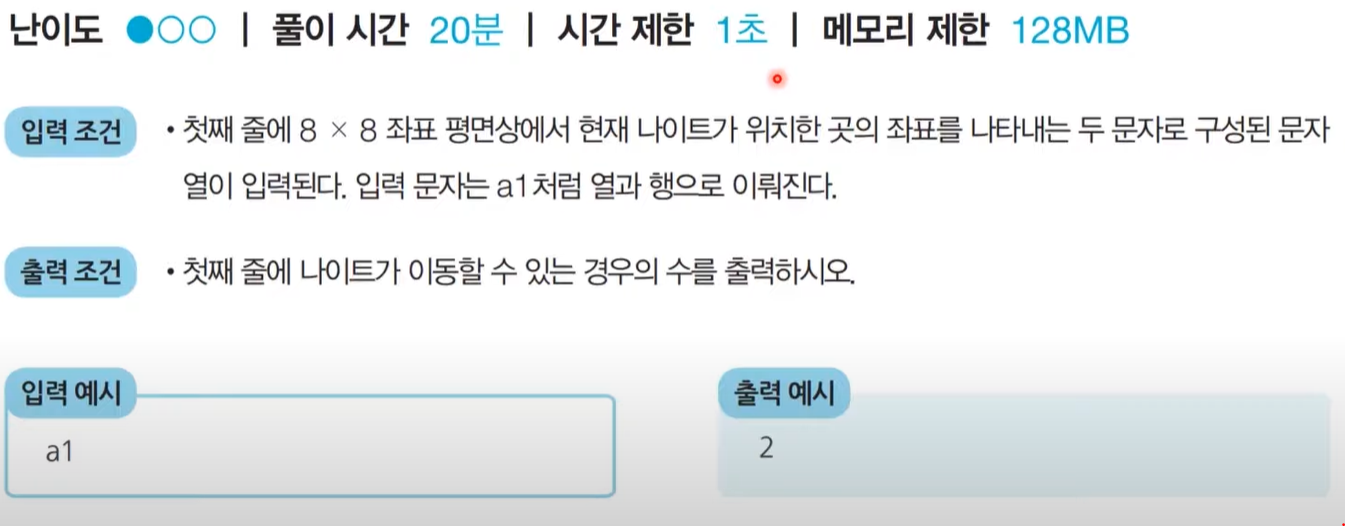 난이도 ●○○ | 풀이 시간 20분 | 시간 제한 1초 | 메모리 제한 128MB
입력 조건 • 첫째 줄에 8 × 8 좌표 평면상에서 현재 나이트가 위치한 곳의 좌표를 나타내는 두 문자로 구성된 문자
열이 입력된다. 입력 문자는 a1처럼 열과 행으로 이뤄진다.
출력 조건 • 첫째 줄에 나이트가 이동할 수 있는 경우의 수를 출력하시오.
입력 예시 출력 예시
a1 2